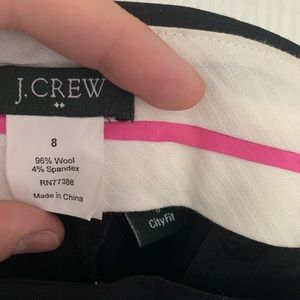 J.CREW
8
96% Wool
4% Spandex
RN77388
Made in China
CityFit